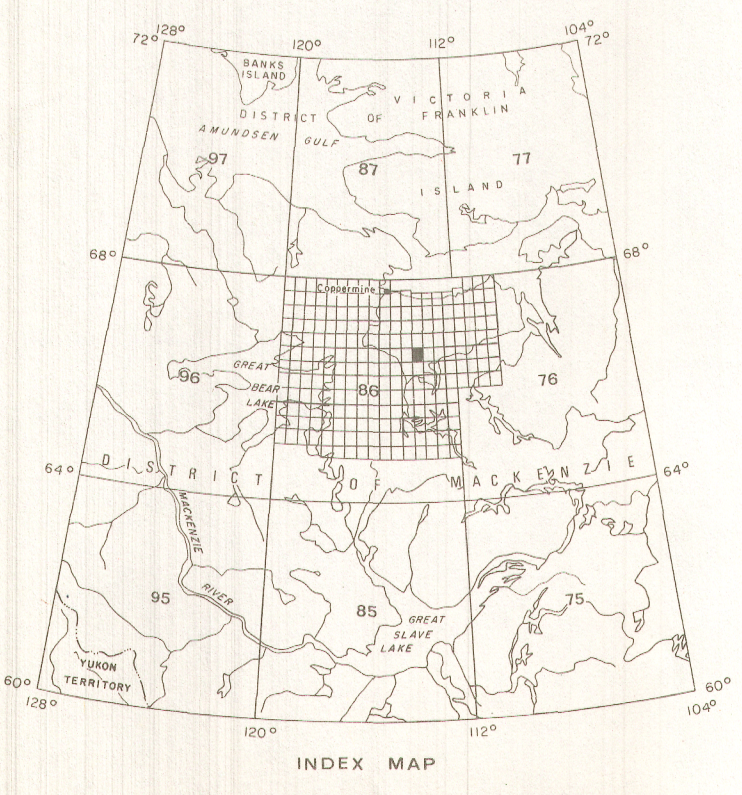 128°
120°
112°
104°
72°
72°
BANKS
ISLAND
VICTORIA
DISTRICT OF FRANKLIN
AMUNDSEN GULF
97
87
77
ISLAND
68°
68°
Coppermine
GREAT
BEAR
LAKE
96
86
76
DISTRICT OF MACKENZIE
64°
64°
MACKENZIE
RIVER
95
85
75
GREAT
SLAVE
LAKE
YUKON
TERRITORY
60°
60°
128°
120°
112°
104°
INDEX MAP